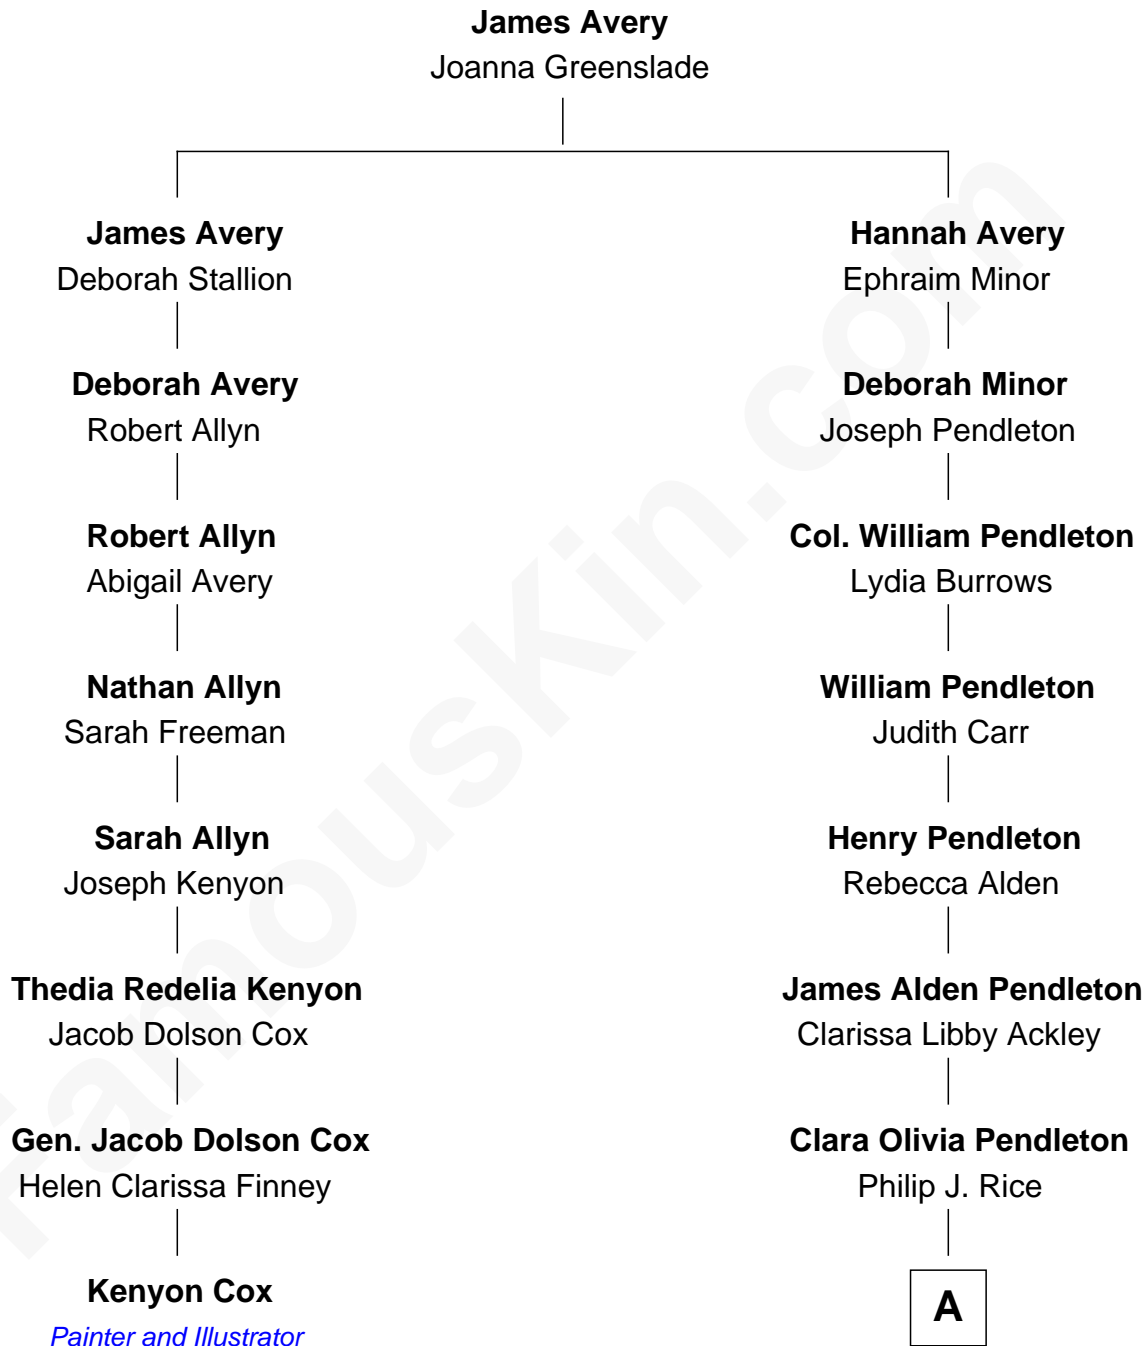 James Avery
Joanna Greenslade
James Avery
Deborah Stallion
Deborah Avery
Robert Allyn
Robert Allyn
Abigail Avery
Nathan Allyn
Sarah Freeman
Sarah Allyn
Joseph Kenyon
Thedia Redelia Kenyon
Jacob Dolson Cox
Gen. Jacob Dolson Cox
Helen Clarissa Finney
Kenyon Cox
Painter and Illustrator
Hannah Avery
Ephraim Minor
Deborah Minor
Joseph Pendleton
Col. William Pendleton
Lydia Burrows
William Pendleton
Judith Carr
Henry Pendleton
Rebecca Alden
James Alden Pendleton
Clarissa Libby Ackley
Clara Olivia Pendleton
Philip J. Rice
A
FamousKin.com